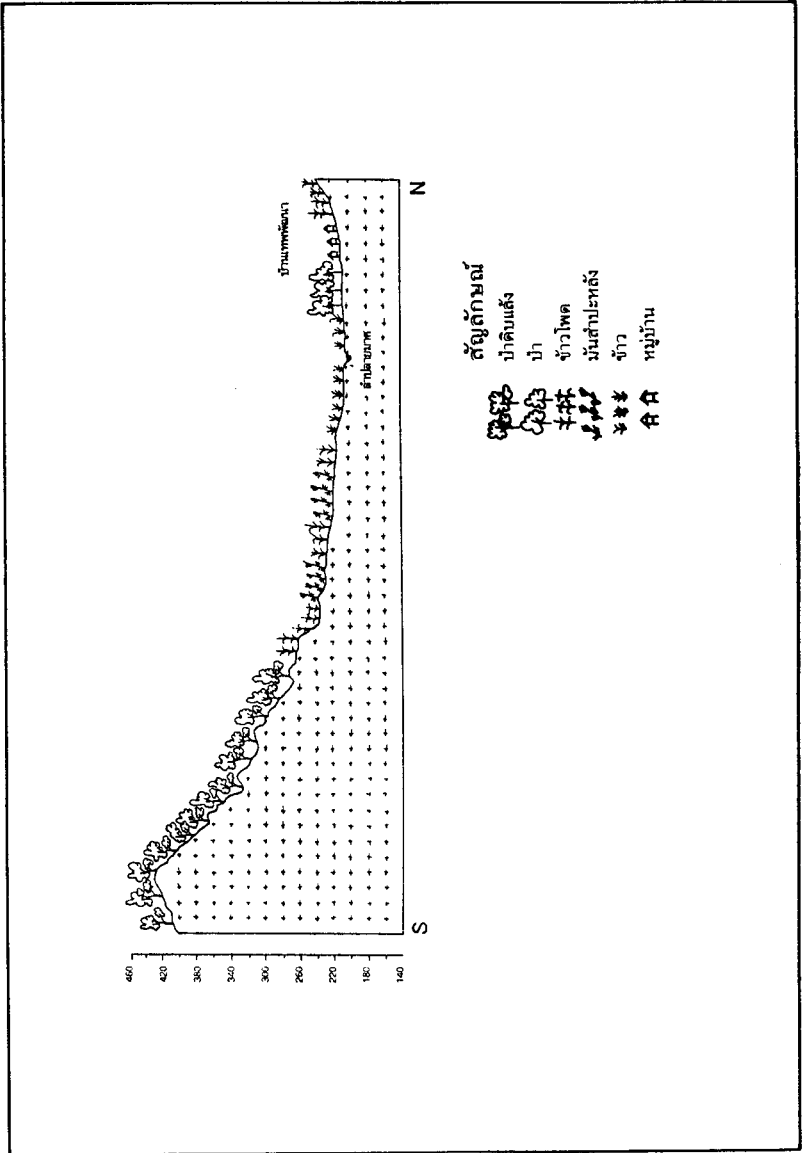 บ้านเทพพัฒนา
ลำปลายมาศ
460
420
380
340
300
260
220
180
140
S
N
สัญลักษณ์
ป่าดิบแล้ง
ป่า
ข้าวโพด
มันสำปะหลัง
ข้าว
หมู่บ้าน